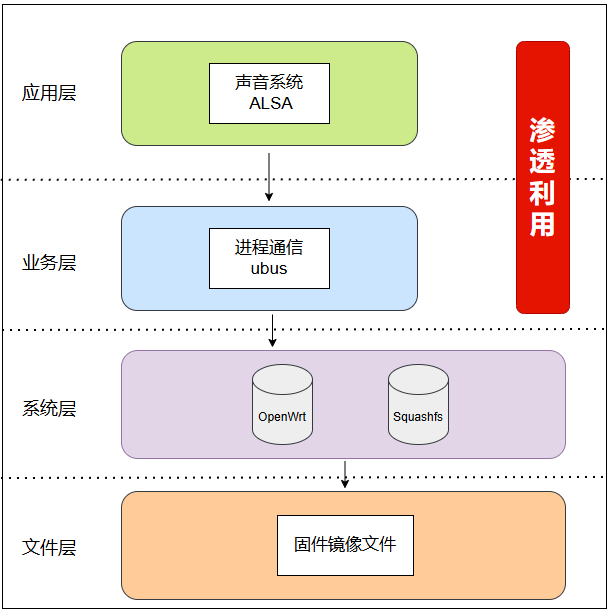 应用层
声音系统
ALSA
渗透利用
业务层
进程通信
ubus
系统层
OpenWrt
Squashfs
文件层
固件镜像文件